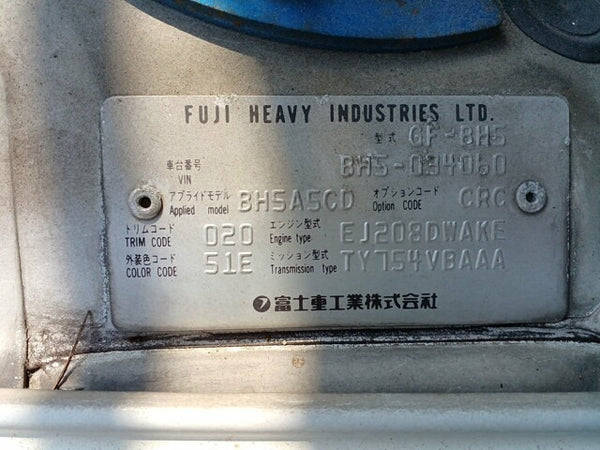 FUJI HEAVY INDUSTRIES LTD.
型式 GF-BH5
車台番号 VIN BH5-094060
アプライドモデル Applied model BH5A5CD オプションコード Option CODE CRC
トリムコード TRIM CODE 020 エンジン型式 Engine type EJ208DWAKE
外装色コード COLOR CODE 51E ミッション型式 Transmission type TY754VBAAA
富士重工業株式会社